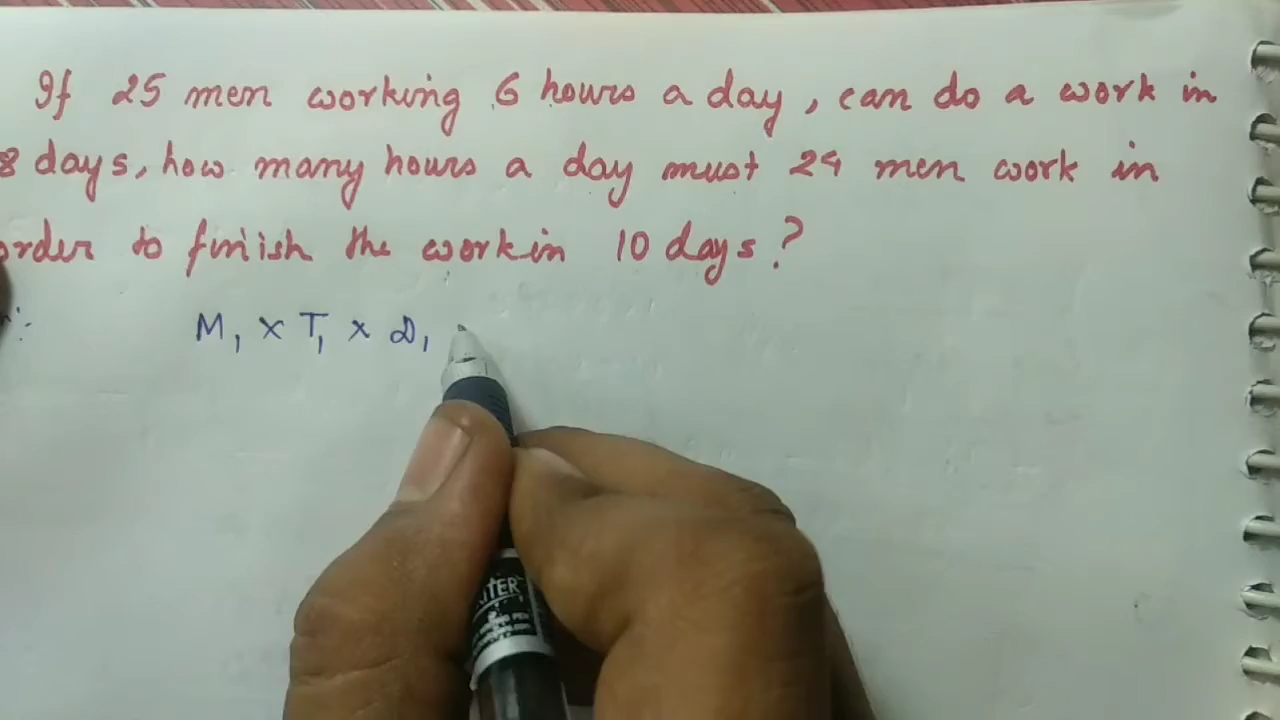 If 25 men working 6 hours a day, can do a work in
8 days, how many hours a day must 24 men work in
order to finish the work in 10 days?
M₁ × T₁ × D₁